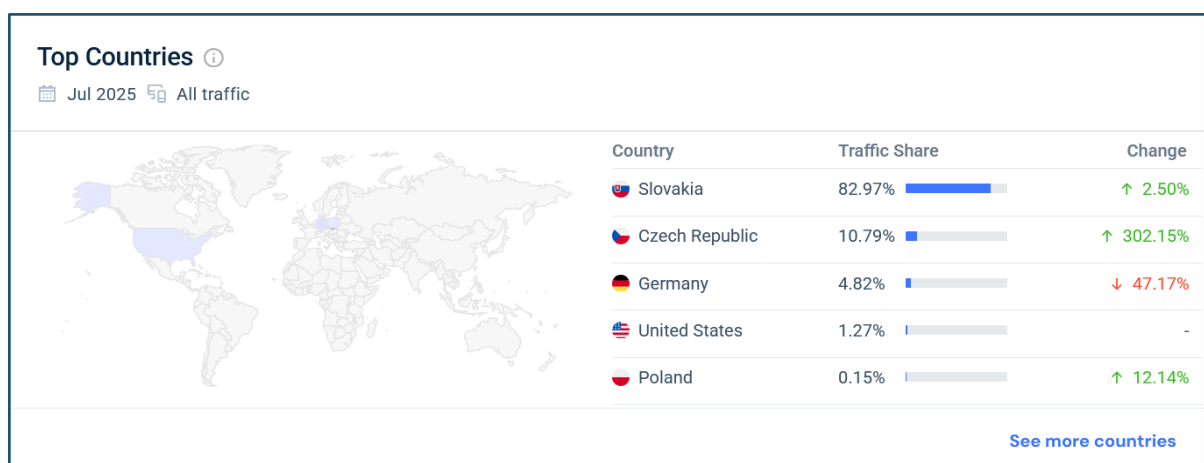 Top Countries
Jul 2025 All traffic
Country Traffic Share Change
Slovakia 82.97% ↑ 2.50%
Czech Republic 10.79% ↑ 302.15%
Germany 4.82% ↓ 47.17%
United States 1.27% -
Poland 0.15% ↑ 12.14%
See more countries